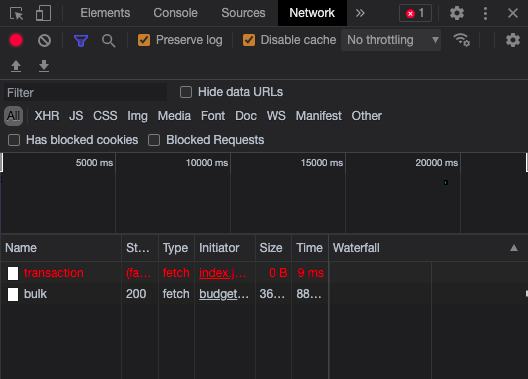 Elements Console Sources Network » 1
Preserve log Disable cache No throttling
Filter Hide data URLs
All XHR JS CSS Img Media Font Doc WS Manifest Other
Has blocked cookies Blocked Requests
5000 ms 10000 ms 15000 ms 20000 ms
Name St... Type Initiator Size Time Waterfall
transaction (fa... fetch index.j... 0 B 9 ms
bulk 200 fetch budget... 36... 88...